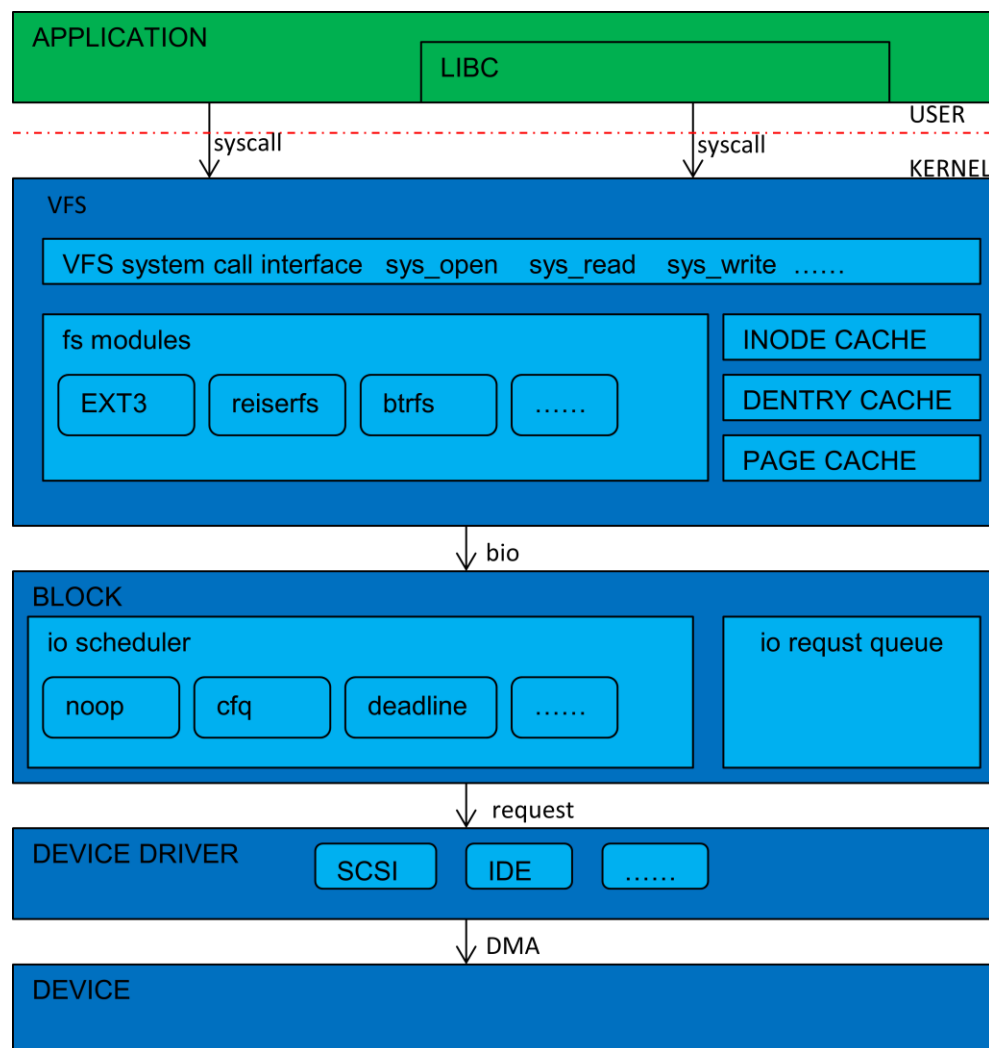 APPLICATION
LIBC
USER
syscall
syscall
KERNEL
VFS
VFS system call interface sys_open sys_read sys_write ......
fs modules
INODE CACHE
EXT3
reiserfs
btrfs
......
DENTRY CACHE
PAGE CACHE
bio
BLOCK
io scheduler
io requst queue
noop
cfq
deadline
......
request
DEVICE DRIVER
SCSI
IDE
......
DMA
DEVICE